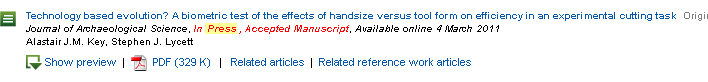 Technology based evolution? A biometric test of the effects of handsize versus tool form on efficiency in an experimental cutting task Origi
Journal of Archaeological Science, In Press, Accepted Manuscript, Available online 4 March 2011
Alastair J.M. Key, Stephen J. Lycett
Show preview | PDF (329 K) | Related articles | Related reference work articles